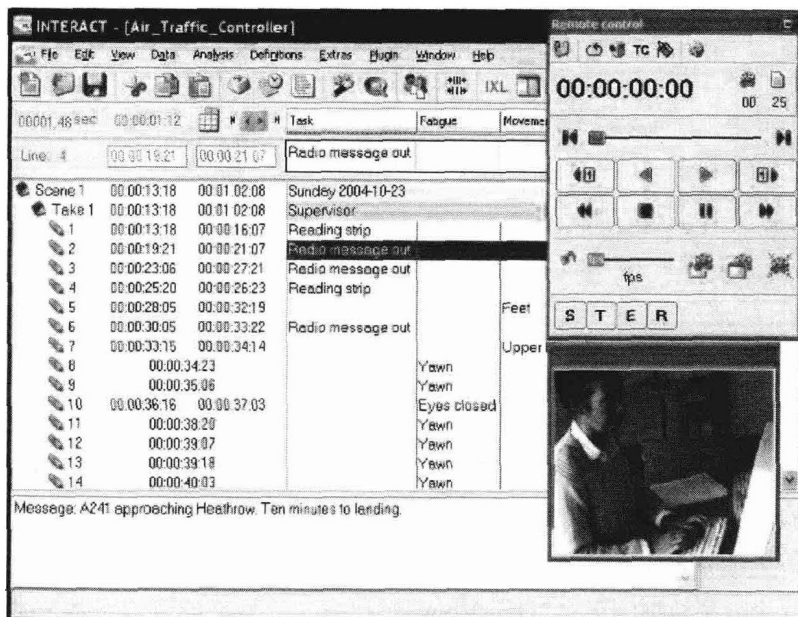 INTERACT - [Air_Traffic_Controller]
File Edit View Data Analysis Definitions Extras Plugin Window Help
IXL
00001,48 sec 00:00:01:12 Task Fatigue Moveme
Line: 4 00:00:19:21 00:00:21:07 Radio message out
Scene 1 00:00:13:18 00:01:02:08 Sunday 2004-10-23
Take 1 00:00:13:18 00:01:02:08 Supervisor
1 00:00:13:18 00:00:16:07 Reading strip
2 00:00:19:21 00:00:21:07 Radio message out
3 00:00:23:06 00:00:27:21 Radio message out
4 00:00:25:20 00:00:26:23 Reading strip
5 00:00:28:05 00:00:32:19 Feet
6 00:00:30:05 00:00:33:22 Radio message out
7 00:00:33:15 00:00:34:14 Upper
8 00:00:34:23 Yawn
9 00:00:35:06 Yawn
10 00:00:36:16 00:00:37:03 Eyes closed
11 00:00:38:20 Yawn
12 00:00:39:07 Yawn
13 00:00:39:18 Yawn
14 00:00:40:03 Yawn
Message: A241 approaching Heathrow. Ten minutes to landing.
Remote control
TC
00:00:00:00
00 25
fps
S T E R